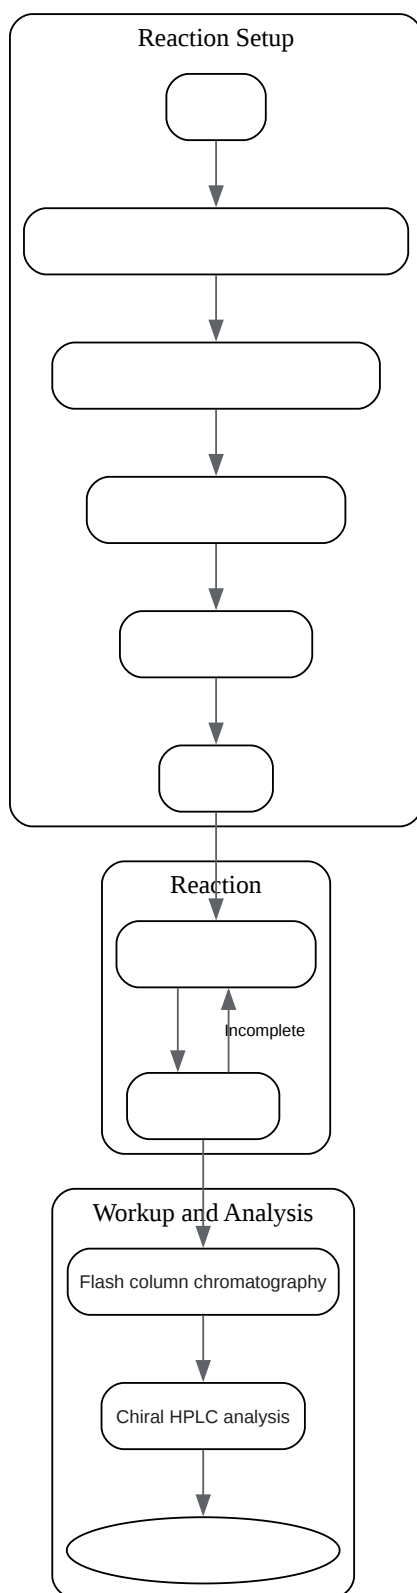 Reaction Setup
Reaction
Incomplete
Workup and Analysis
Flash column chromatography
Chiral HPLC analysis